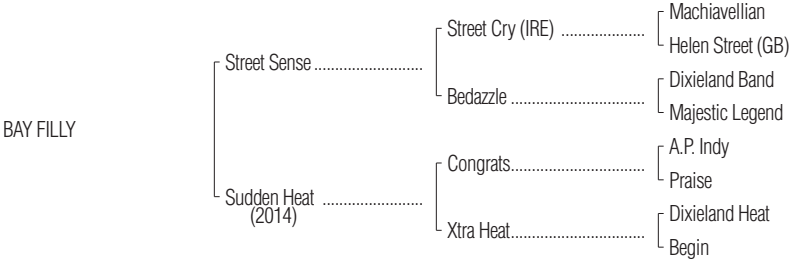 Machiavellian
Street Cry (IRE) ....................
Helen Street (GB)
Street Sense ..........................
Dixieland Band
Bedazzle ................................
Majestic Legend
BAY FILLY
A.P. Indy
Congrats................................
Praise
Sudden Heat ........................
(2014)
Dixieland Heat
Xtra Heat................................
Begin